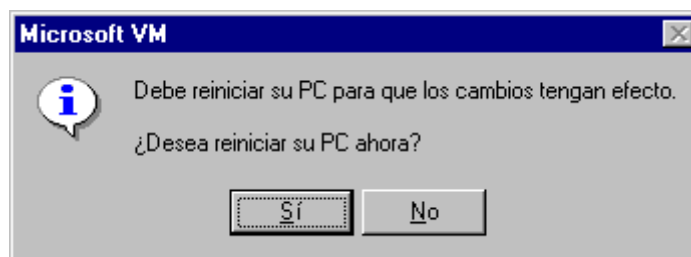 Microsoft VM
Debe reiniciar su PC para que los cambios tengan efecto.
¿Desea reiniciar su PC ahora?
Sí No